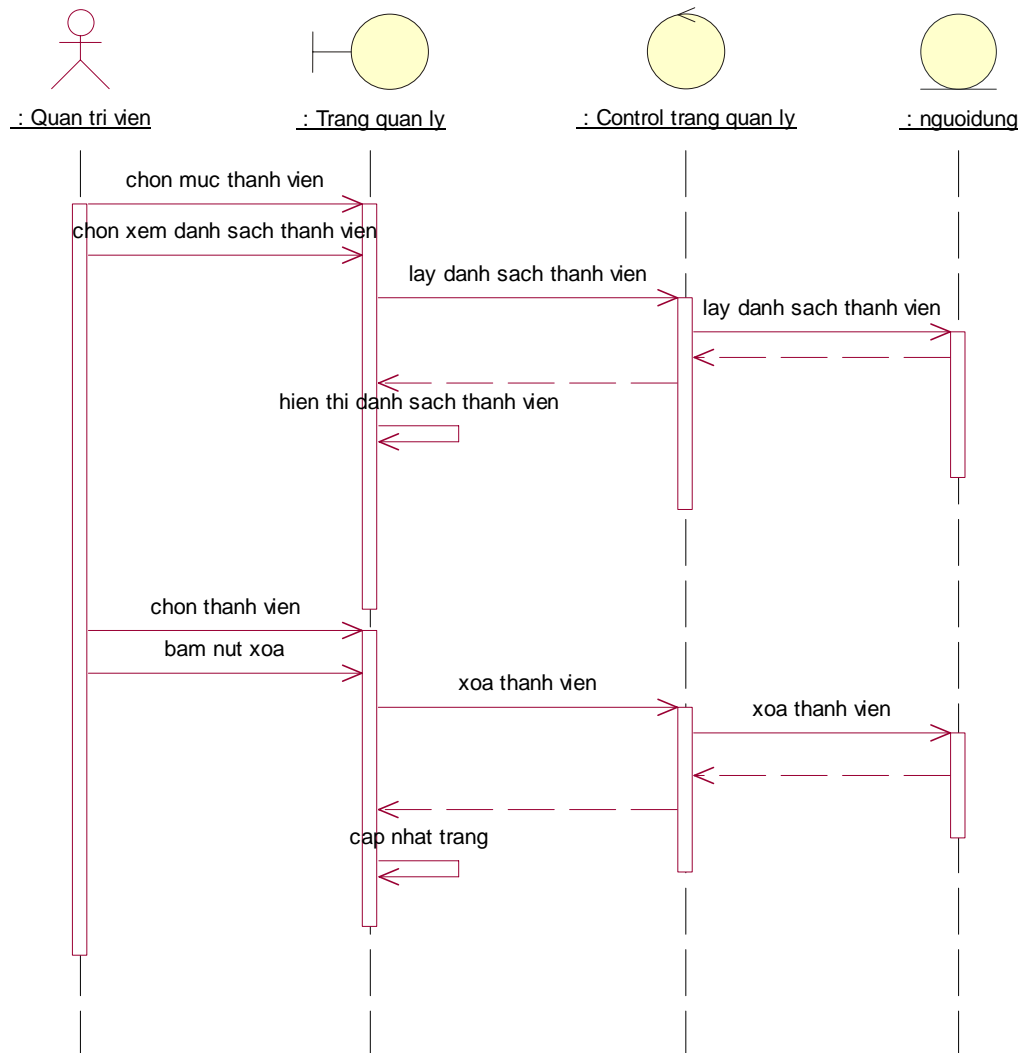 : Quan tri vien
: Trang quan ly
: Control trang quan ly
: nguoidung
chon muc thanh vien
chon xem danh sach thanh vien
lay danh sach thanh vien
lay danh sach thanh vien
hien thi danh sach thanh vien
chon thanh vien
bam nut xoa
xoa thanh vien
xoa thanh vien
cap nhat trang